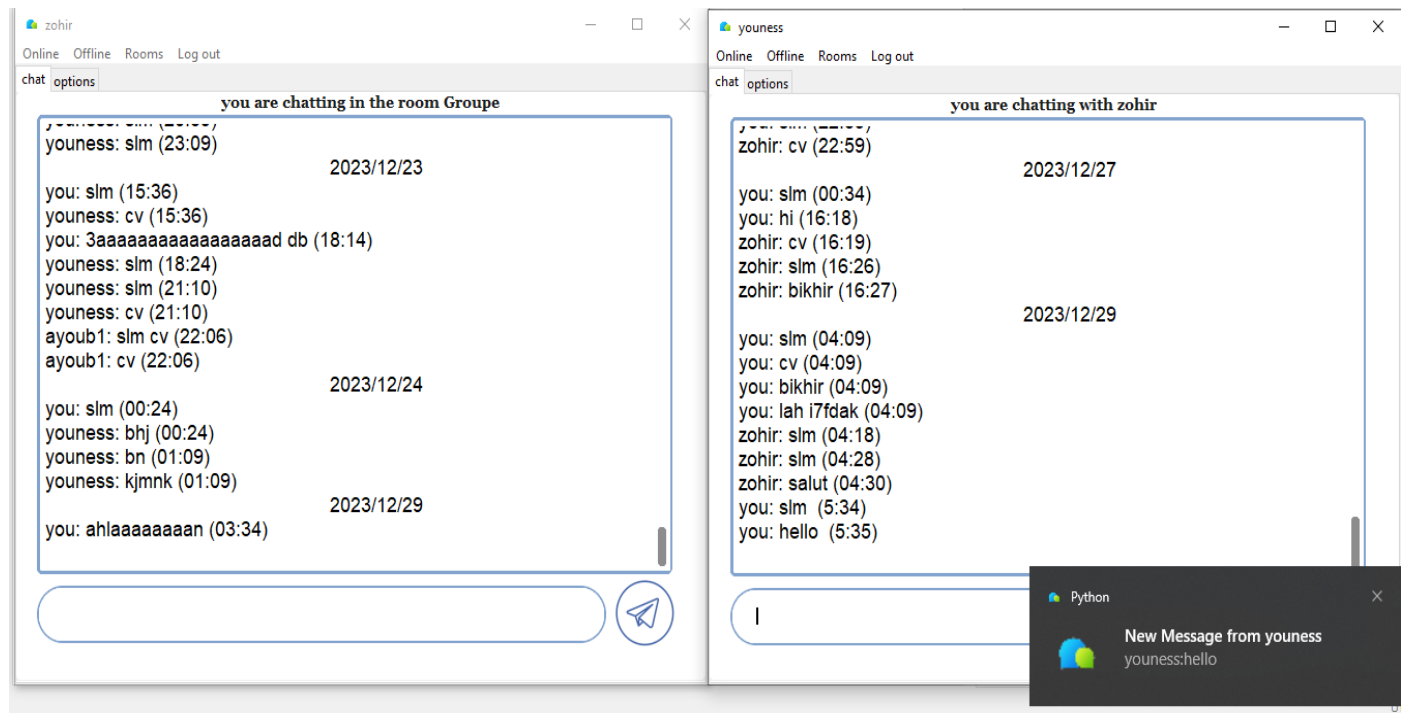 zohir
Online Offline Rooms Log out
chat options
you are chatting in the room Groupe
youness: slm (23:09)
2023/12/23
you: slm (15:36)
youness: cv (15:36)
you: 3aaaaaaaaaaaaaaaaaad db (18:14)
youness: slm (18:24)
youness: slm (21:10)
youness: cv (21:10)
ayoub1: slm cv (22:06)
ayoub1: cv (22:06)
2023/12/24
you: slm (00:24)
youness: bhj (00:24)
youness: bn (01:09)
youness: kjmnk (01:09)
2023/12/29
you: ahlaaaaaaaan (03:34)
youness
Online Offline Rooms Log out
chat options
you are chatting with zohir
zohir: cv (22:59)
2023/12/27
you: slm (00:34)
you: hi (16:18)
zohir: cv (16:19)
zohir: slm (16:26)
zohir: bikhir (16:27)
2023/12/29
you: slm (04:09)
you: cv (04:09)
you: bikhir (04:09)
you: lah i7fdak (04:09)
zohir: slm (04:18)
zohir: slm (04:28)
zohir: salut (04:30)
you: slm (5:34)
you: hello (5:35)
Python
New Message from youness
youness:hello